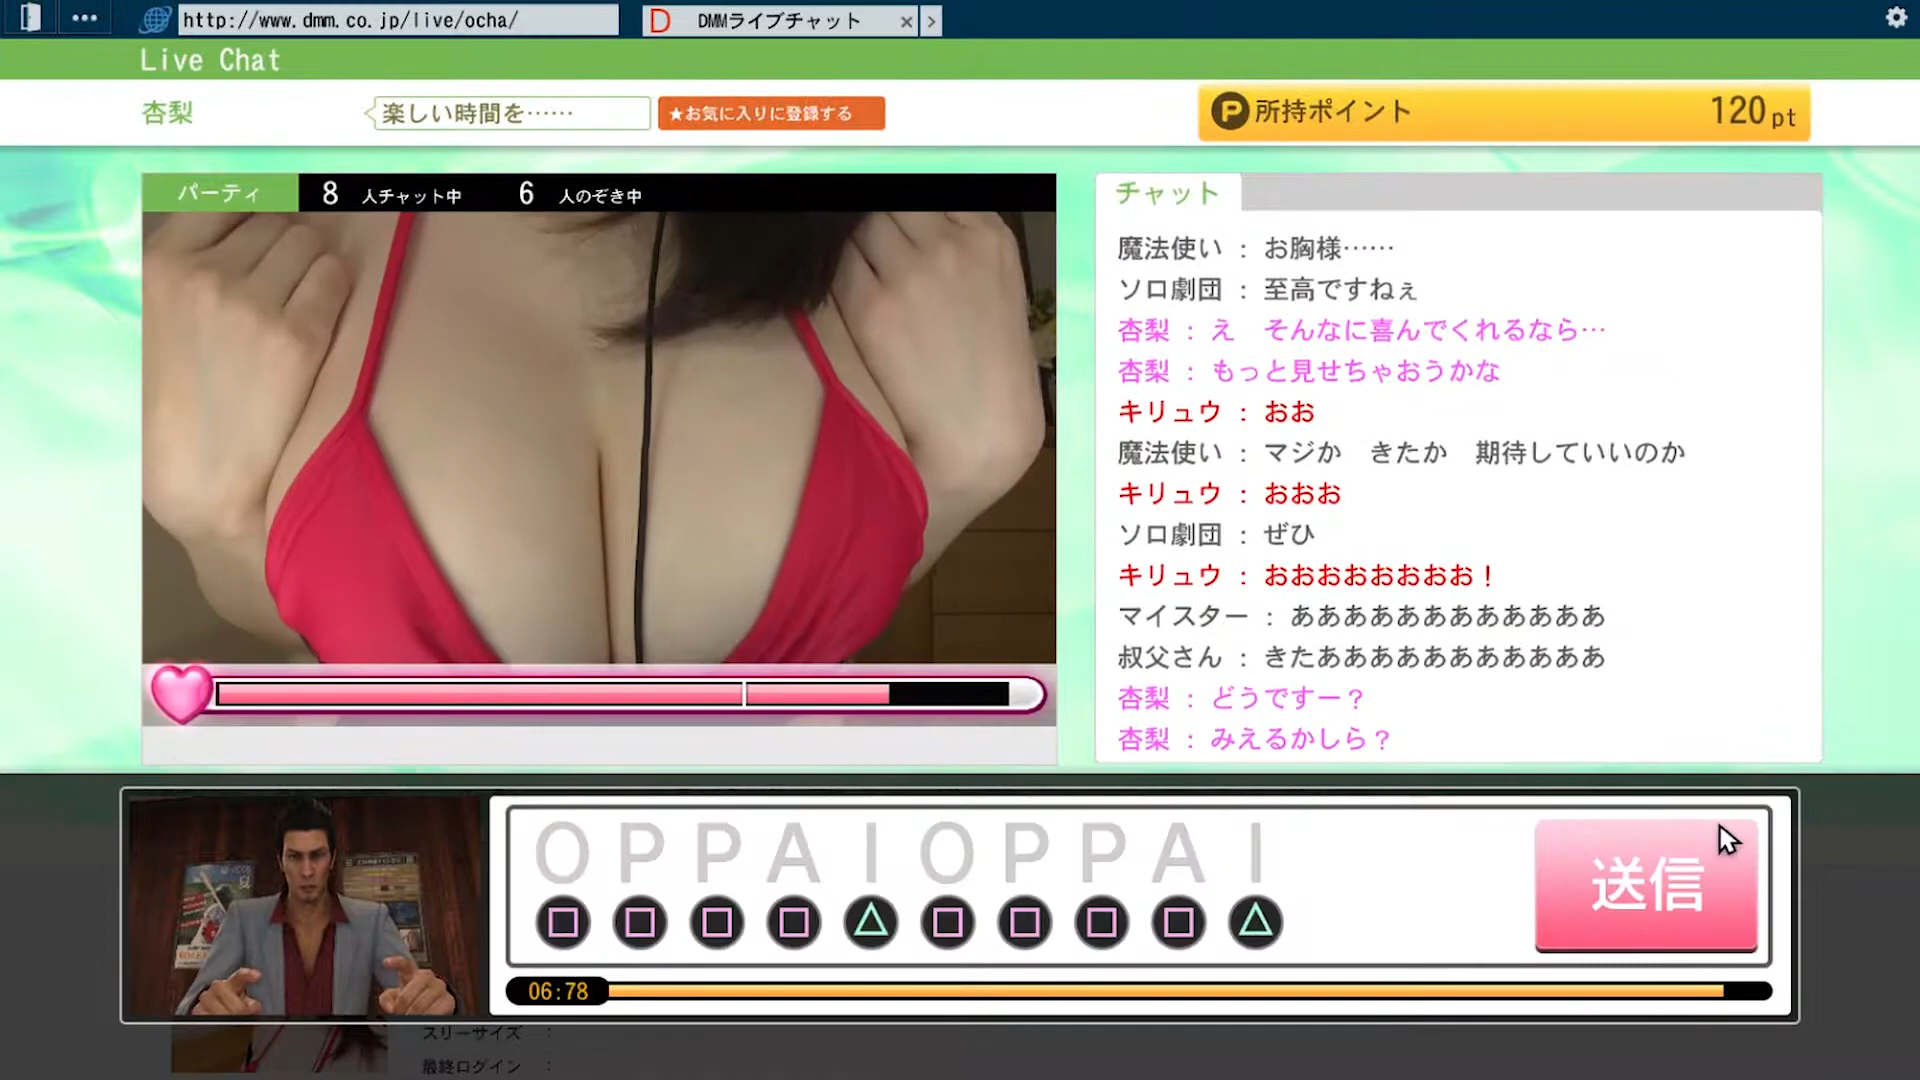 http://www.dmm.co.jp/live/ocha/
DMMライブチャット
Live Chat
杏梨
楽しい時間を……
★お気に入りに登録する
P 所持ポイント 120 pt
パーティ 8 人チャット中 6 人のぞき中
チャット
魔法使い : お胸様……
ソロ劇団 : 至高ですねぇ
杏梨 : え　そんなに喜んでくれるなら…
杏梨 : もっと見せちゃおうかな
キリュウ : おお
魔法使い : マジか　きたか　期待していいのか
キリュウ : おおお
ソロ劇団 : ぜひ
キリュウ : おおおおおおおお！
マイスター : ああああああああああああ
叔父さん : きたあああああああああああ
杏梨 : どうですー？
杏梨 : みえるかしら？
OPPAIOPPAI
送信
06:78
スリーサイズ :
最終ログイン :